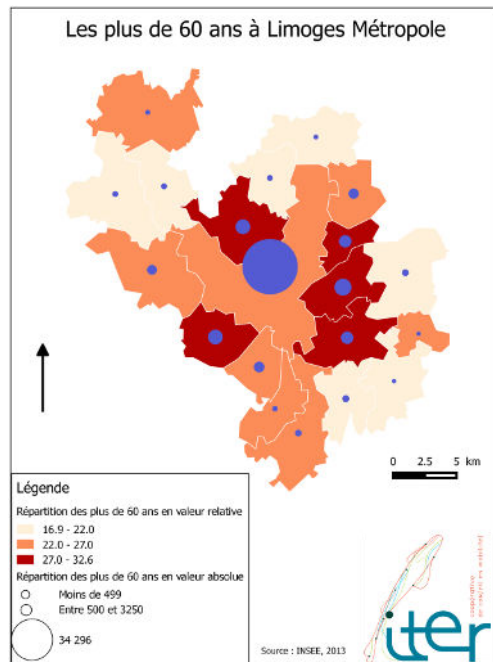 Les plus de 60 ans à Limoges Métropole
0 2.5 5 km
Légende
Répartition des plus de 60 ans en valeur relative
16.9 - 22.0
22.0 - 27.0
27.0 - 32.6
Répartition des plus de 60 ans en valeur absolue
Moins de 499
Entre 500 et 3250
34 296
Source : INSEE, 2013
iter